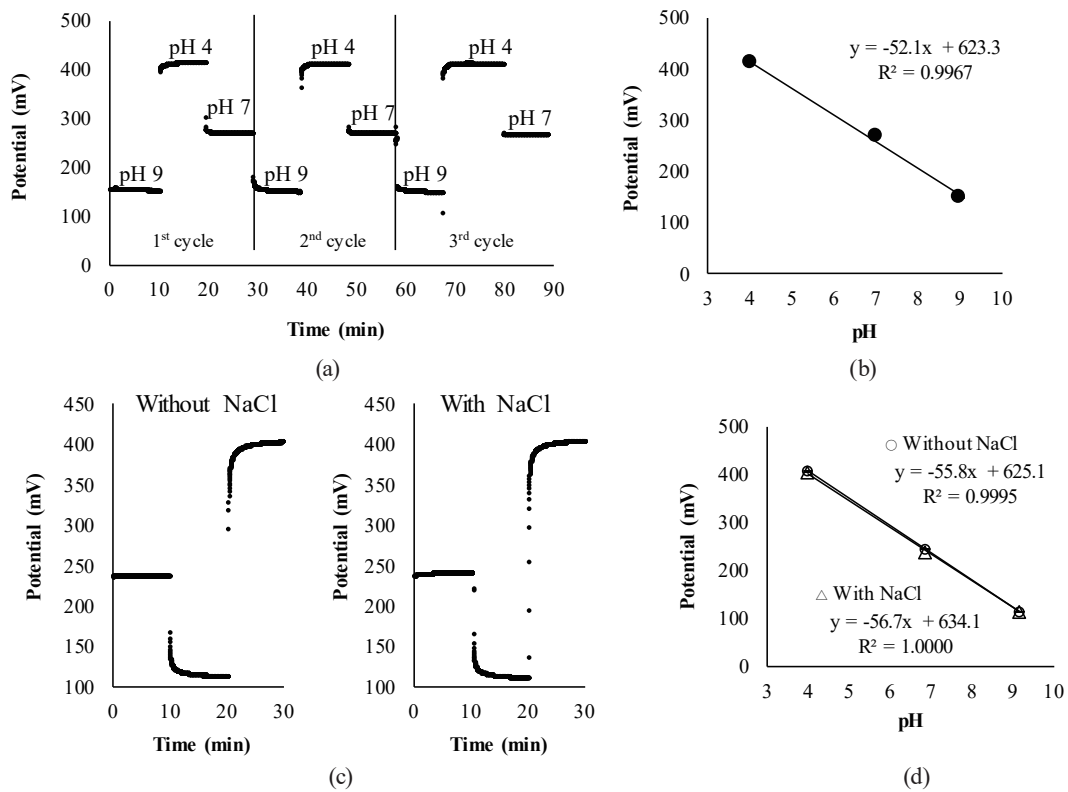 500
400
300
200
100
0
Potential (mV)
pH 4
pH 4
pH 4
pH 7
pH 7
pH 7
pH 9
pH 9
pH 9
1st cycle
2nd cycle
3rd cycle
0 10 20 30 40 50 60 70 80 90
Time (min)
(a)
500
400
300
200
100
0
Potential (mV)
y = -52.1x + 623.3
R² = 0.9967
3 4 5 6 7 8 9 10
pH
(b)
Without NaCl
450
400
350
300
250
200
150
100
Potential (mV)
0 10 20 30
Time (min)
With NaCl
450
400
350
300
250
200
150
100
Potential (mV)
0 10 20 30
Time (min)
(c)
500
400
300
200
100
0
Potential (mV)
Without NaCl
y = -55.8x + 625.1
R² = 0.9995
With NaCl
y = -56.7x + 634.1
R² = 1.0000
3 4 5 6 7 8 9 10
pH
(d)